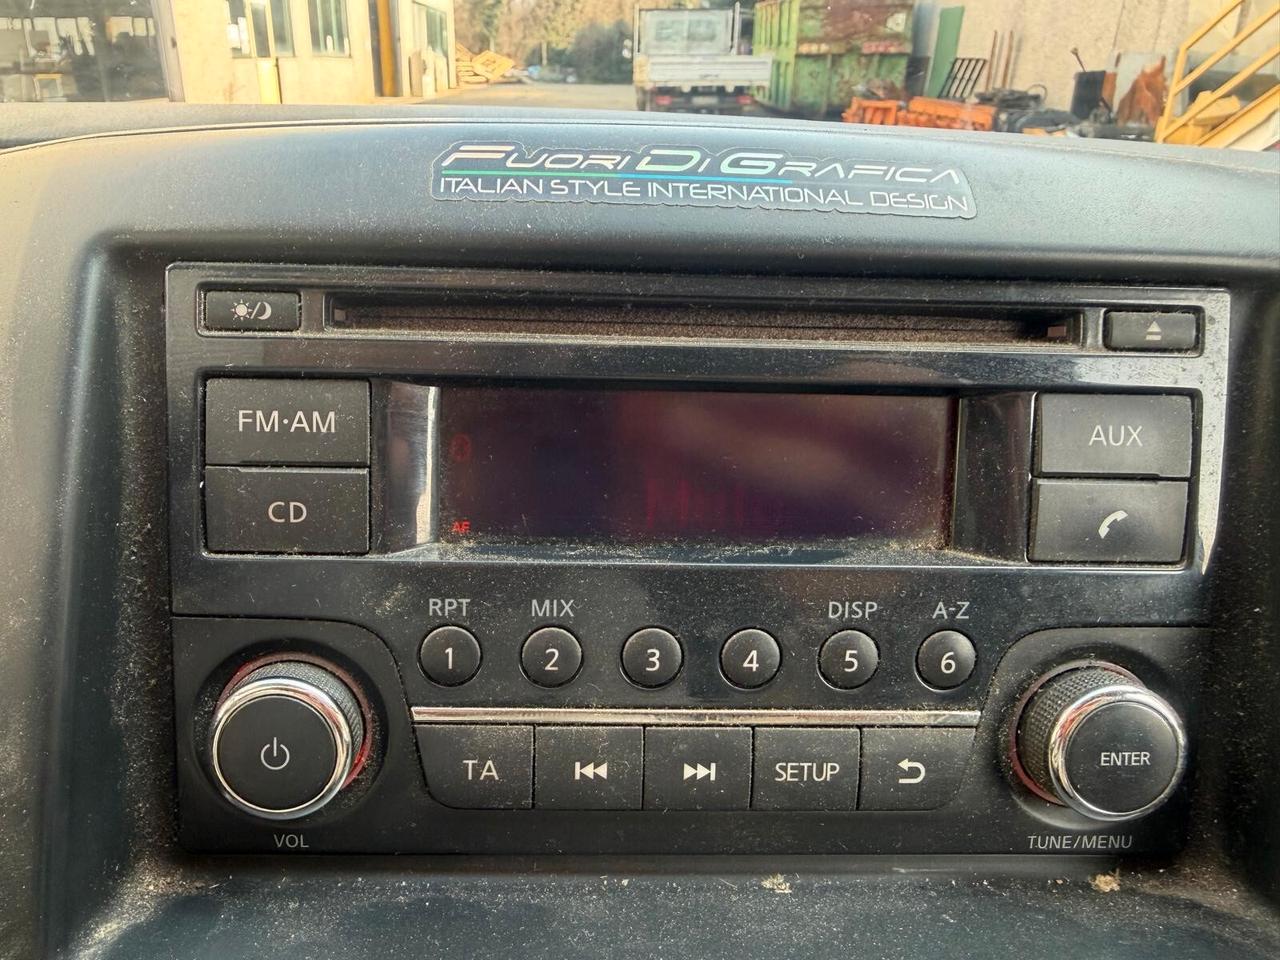 FUORI DI GRAFICA
ITALIAN STYLE INTERNATIONAL DESIGN
FM·AM
AUX
CD
AF
RPT MIX DISP A-Z
1 2 3 4 5 6
TA SETUP ENTER
VOL TUNE/MENU